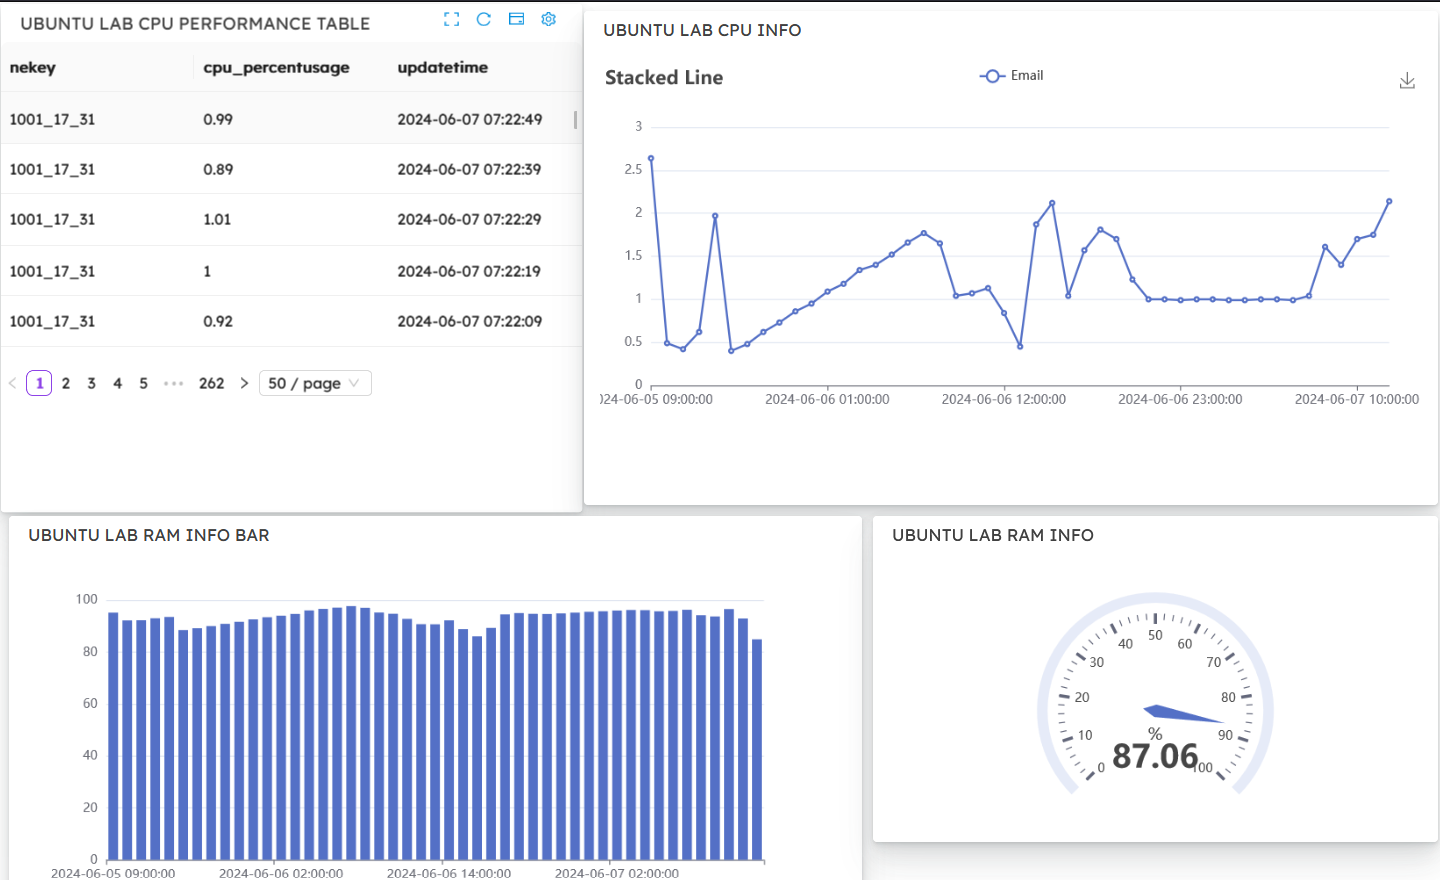 UBUNTU LAB CPU PERFORMANCE TABLE
nekey cpu_percentusage updatetime
1001_17_31 0.99 2024-06-07 07:22:49
1001_17_31 0.89 2024-06-07 07:22:39
1001_17_31 1.01 2024-06-07 07:22:29
1001_17_31 1 2024-06-07 07:22:19
1001_17_31 0.92 2024-06-07 07:22:09
< 1 2 3 4 5 ••• 262 > 50 / page
UBUNTU LAB CPU INFO
Stacked Line
Email
3
2.5
2
1.5
1
0.5
0
)24-06-05 09:00:00 2024-06-06 01:00:00 2024-06-06 12:00:00 2024-06-06 23:00:00 2024-06-07 10:00:00
UBUNTU LAB RAM INFO BAR
100
80
60
40
20
0
2024-06-05 09:00:00 2024-06-06 02:00:00 2024-06-06 14:00:00 2024-06-07 02:00:00
UBUNTU LAB RAM INFO
0
10
20
30
40
50
60
70
80
90
100
%
87.06